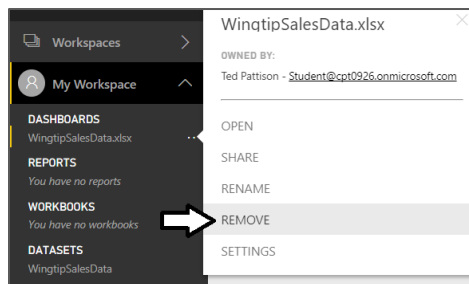 Workspaces
My Workspace
DASHBOARDS
WingtipSalesData.xlsx
REPORTS
You have no reports
WORKBOOKS
You have no workbooks
DATASETS
WingtipSalesData
WingtipSalesData.xlsx
OWNED BY:
Ted Pattison - Student@cpt0926.onmicrosoft.com
OPEN
SHARE
RENAME
REMOVE
SETTINGS